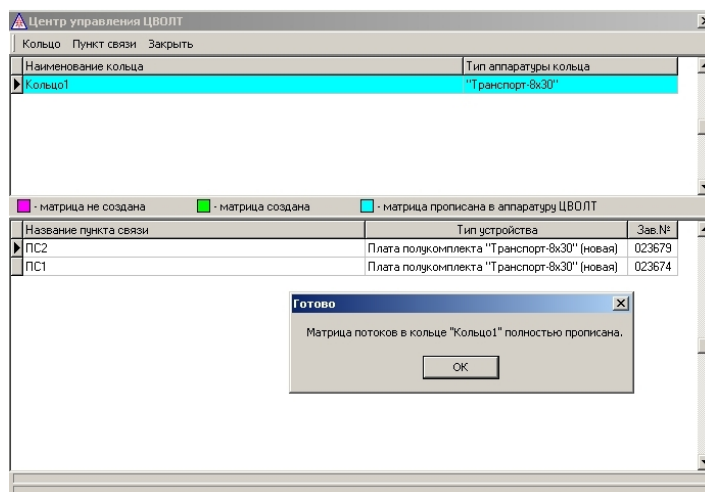 Центр управления ЦВОЛТ
Кольцо Пункт связи Закрыть
Наименование кольца Тип аппаратуры кольца
Кольцо1 "Транспорт-8х30"
- матрица не создана - матрица создана - матрица прописана в аппаратуру ЦВОЛТ
Название пункта связи Тип устройства Зав.№
ПС2 Плата полукомплекта "Транспорт-8х30" (новая) 023679
ПС1 Плата полукомплекта "Транспорт-8х30" (новая) 023674
Готово
Матрица потоков в кольце "Кольцо1" полностью прописана.
OK